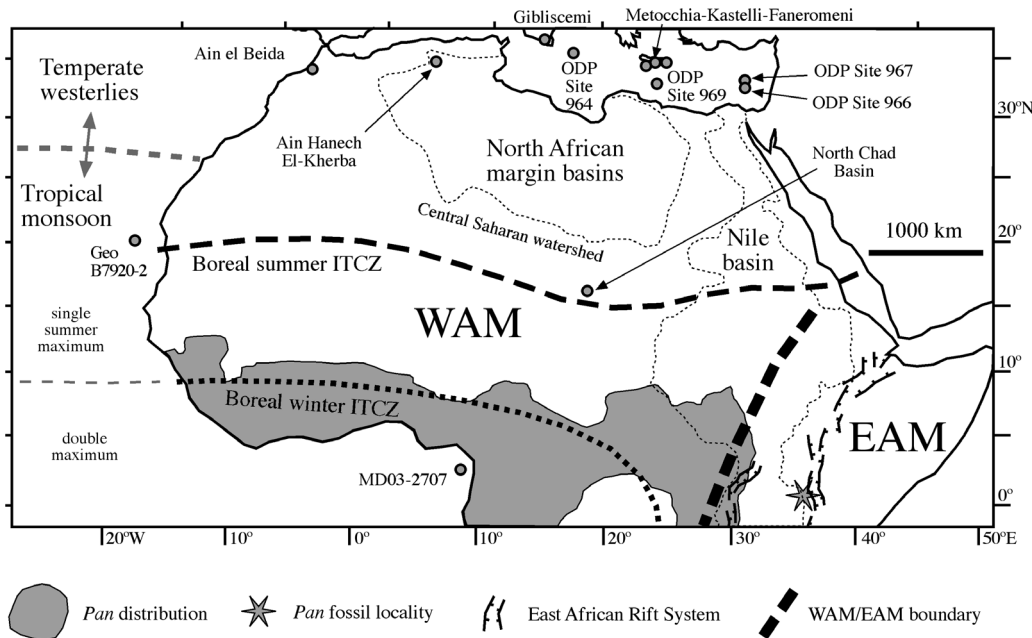 Gibliscemi
Metocchia-Kastelli-Faneromeni
Ain el Beida
Temperate
westerlies
ODP
Site
964
ODP
Site 969
ODP Site 967
ODP Site 966
30°N
Ain Hanech
El-Kherba
North African
margin basins
North Chad
Basin
Tropical
monsoon
Central Saharan watershed
Nile
basin
1000 km
20°
Geo
B7920-2
Boreal summer ITCZ
single
summer
maximum
WAM
10°
Boreal winter ITCZ
EAM
double
maximum
MD03-2707
0°
20°W
10°
0°
10°
20°
30°
40°
50°E
Pan distribution
Pan fossil locality
East African Rift System
WAM/EAM boundary